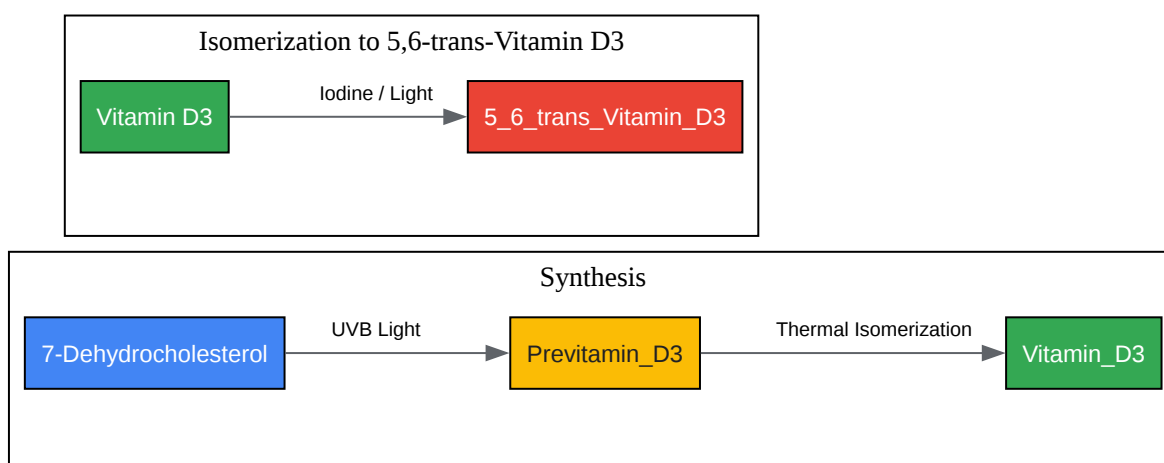 Isomerization to 5,6-trans-Vitamin D3
Vitamin D3
Iodine / Light
5_6_trans_Vitamin_D3
Synthesis
7-Dehydrocholesterol
UVB Light
Previtamin_D3
Thermal Isomerization
Vitamin_D3